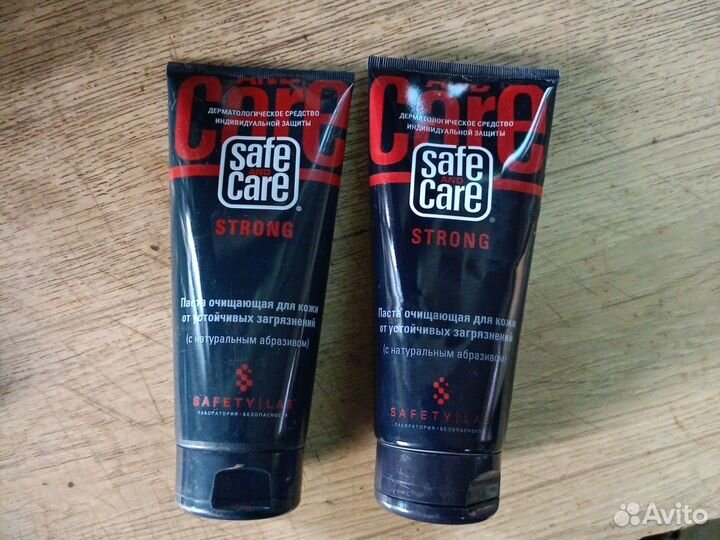 AND
Care
ДЕРМАТОЛОГИЧЕСКОЕ СРЕДСТВО
ИНДИВИДУАЛЬНОЙ ЗАЩИТЫ
safe
AND
care®
STRONG
Паста очищающая для кожи
от устойчивых загрязнений
(с натуральным абразивом)
SAFETY|LAB
ЛАБОРАТОРИЯ•БЕЗОПАСНОСТИ
AND
Care
ДЕРМАТОЛОГИЧЕСКОЕ СРЕДСТВО
ИНДИВИДУАЛЬНОЙ ЗАЩИТЫ
safe
AND
care®
STRONG
Паста очищающая для кожи
от устойчивых загрязнений
(с натуральным абразивом)
SAFETY|LAB
ЛАБОРАТОРИЯ•БЕЗОПАСНОСТИ
Avito